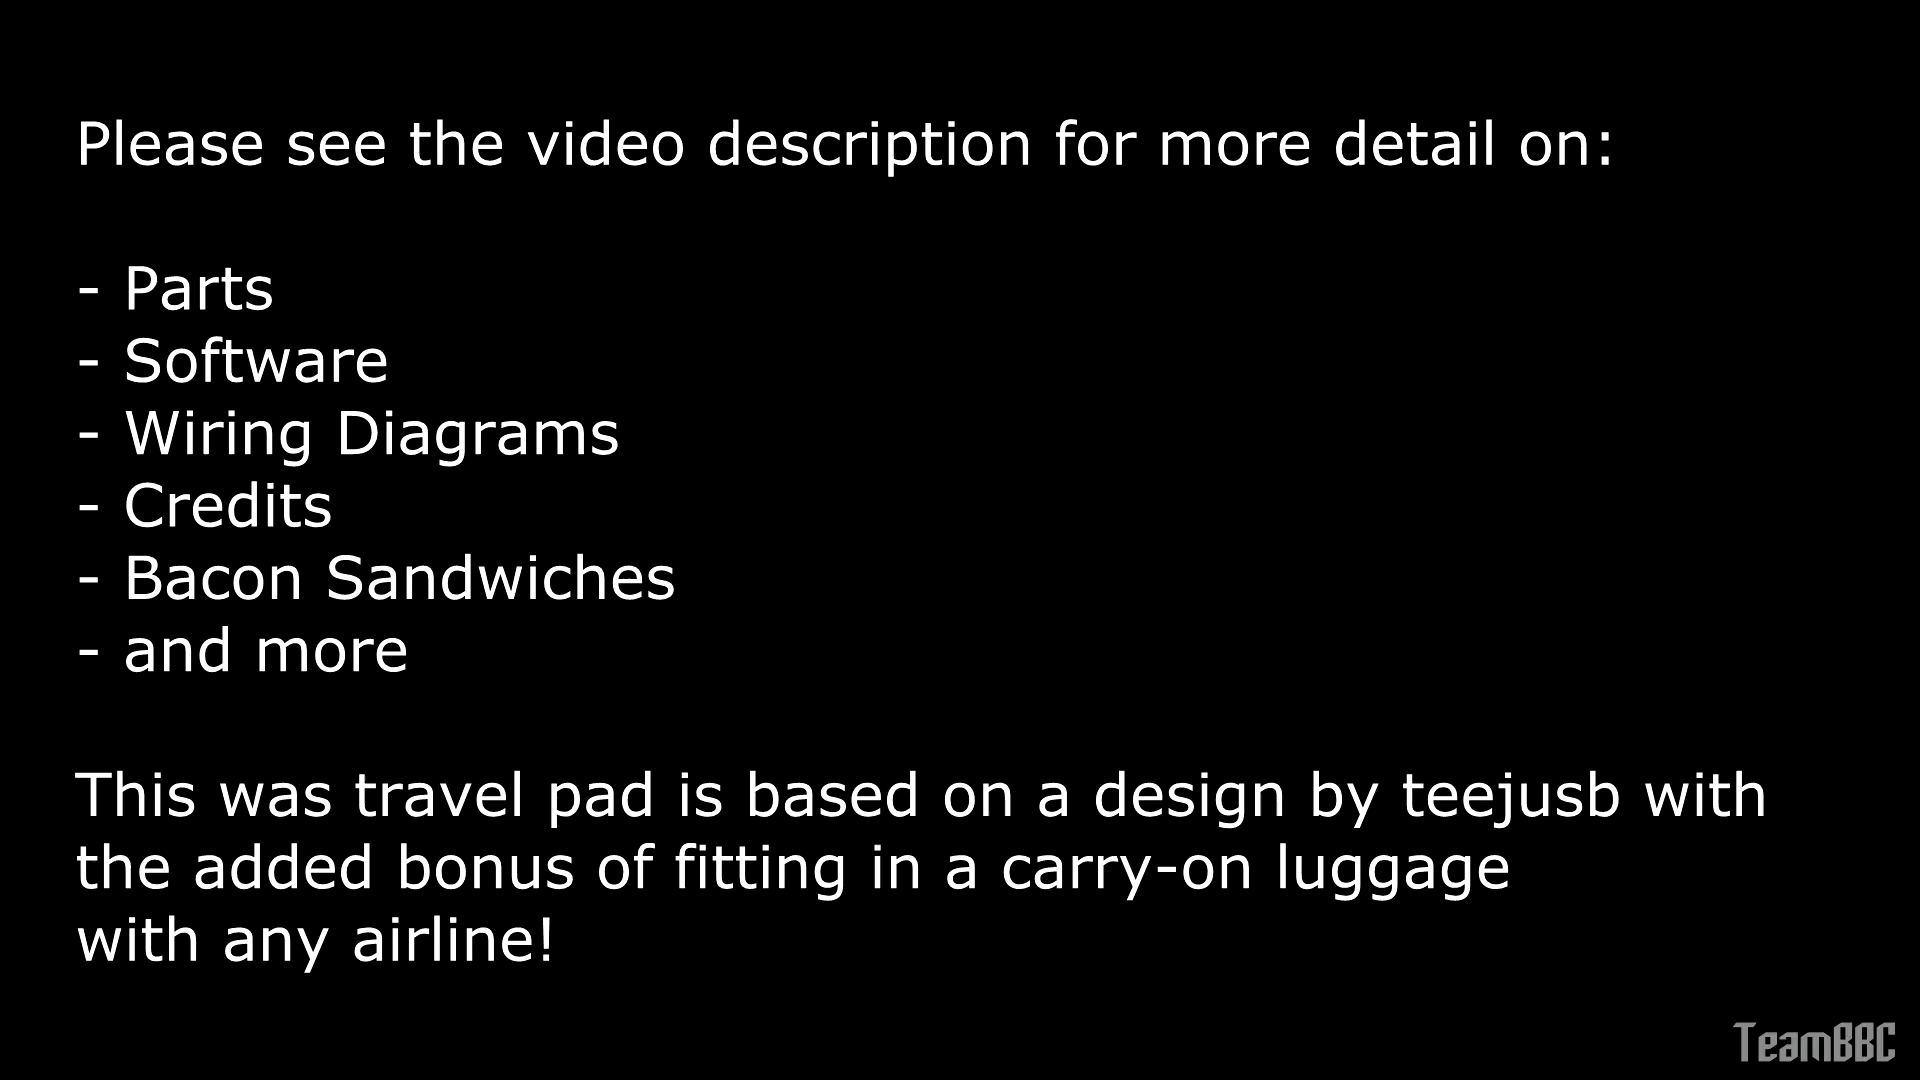 Please see the video description for more detail on:
- Parts
- Software
- Wiring Diagrams
- Credits
- Bacon Sandwiches
- and more
This was travel pad is based on a design by teejusb with
the added bonus of fitting in a carry-on luggage
with any airline!
TeamBBC